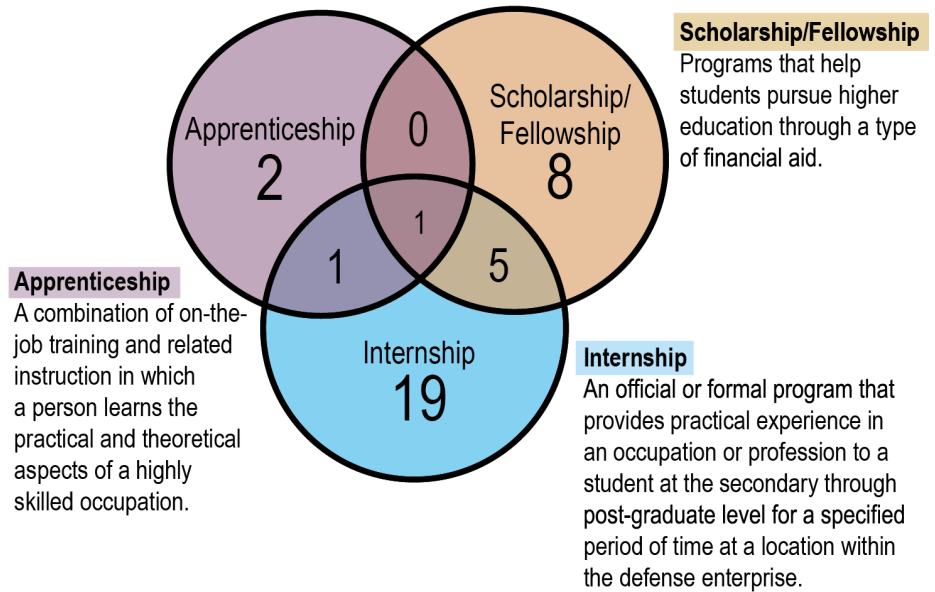 Scholarship/Fellowship
Programs that help
students pursue higher
education through a type
of financial aid.
Apprenticeship
2
0
Scholarship/
Fellowship
8
1
1
5
Internship
19
Apprenticeship
A combination of on-the-
job training and related
instruction in which
a person learns the
practical and theoretical
aspects of a highly
skilled occupation.
Internship
An official or formal program that
provides practical experience in
an occupation or profession to a
student at the secondary through
post-graduate level for a specified
period of time at a location within
the defense enterprise.